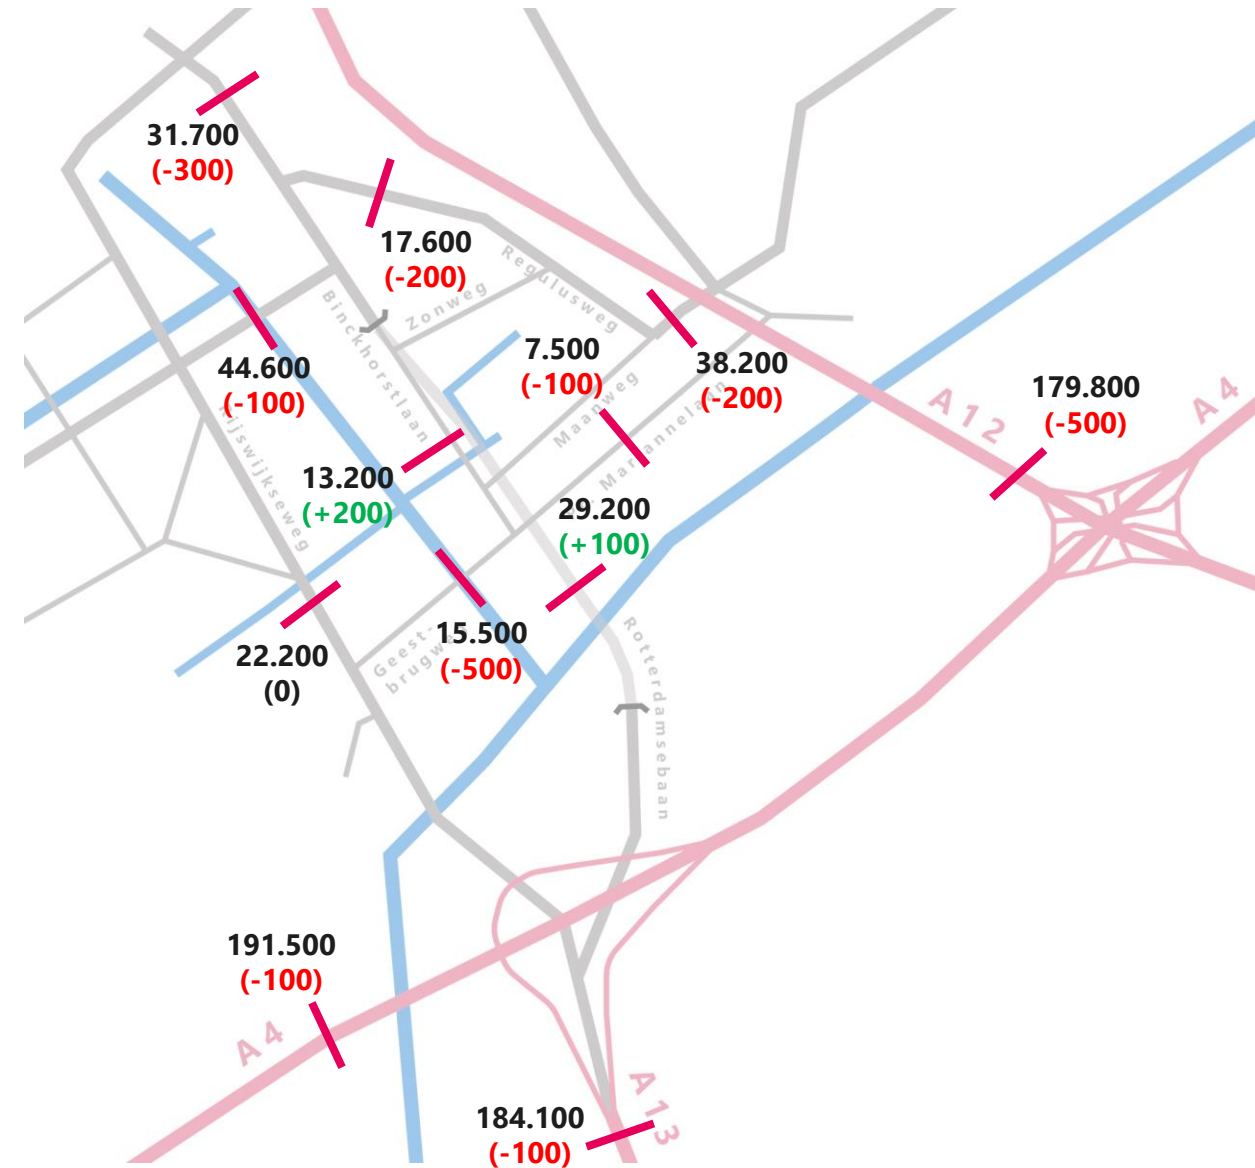 31.700
(-300)
17.600
(-200)
Regulusweg
Zonweg
Binckhorstlaan
44.600
(-100)
7.500
(-100)
38.200
(-200)
Maanweg
Mariannelaan
A12
179.800
(-500)
A4
Rijswijkseweg
13.200
(+200)
29.200
(+100)
22.200
(0)
Geest-
brugweg
15.500
(-500)
Rotterdamsebaan
191.500
(-100)
A4
184.100
(-100)
A13